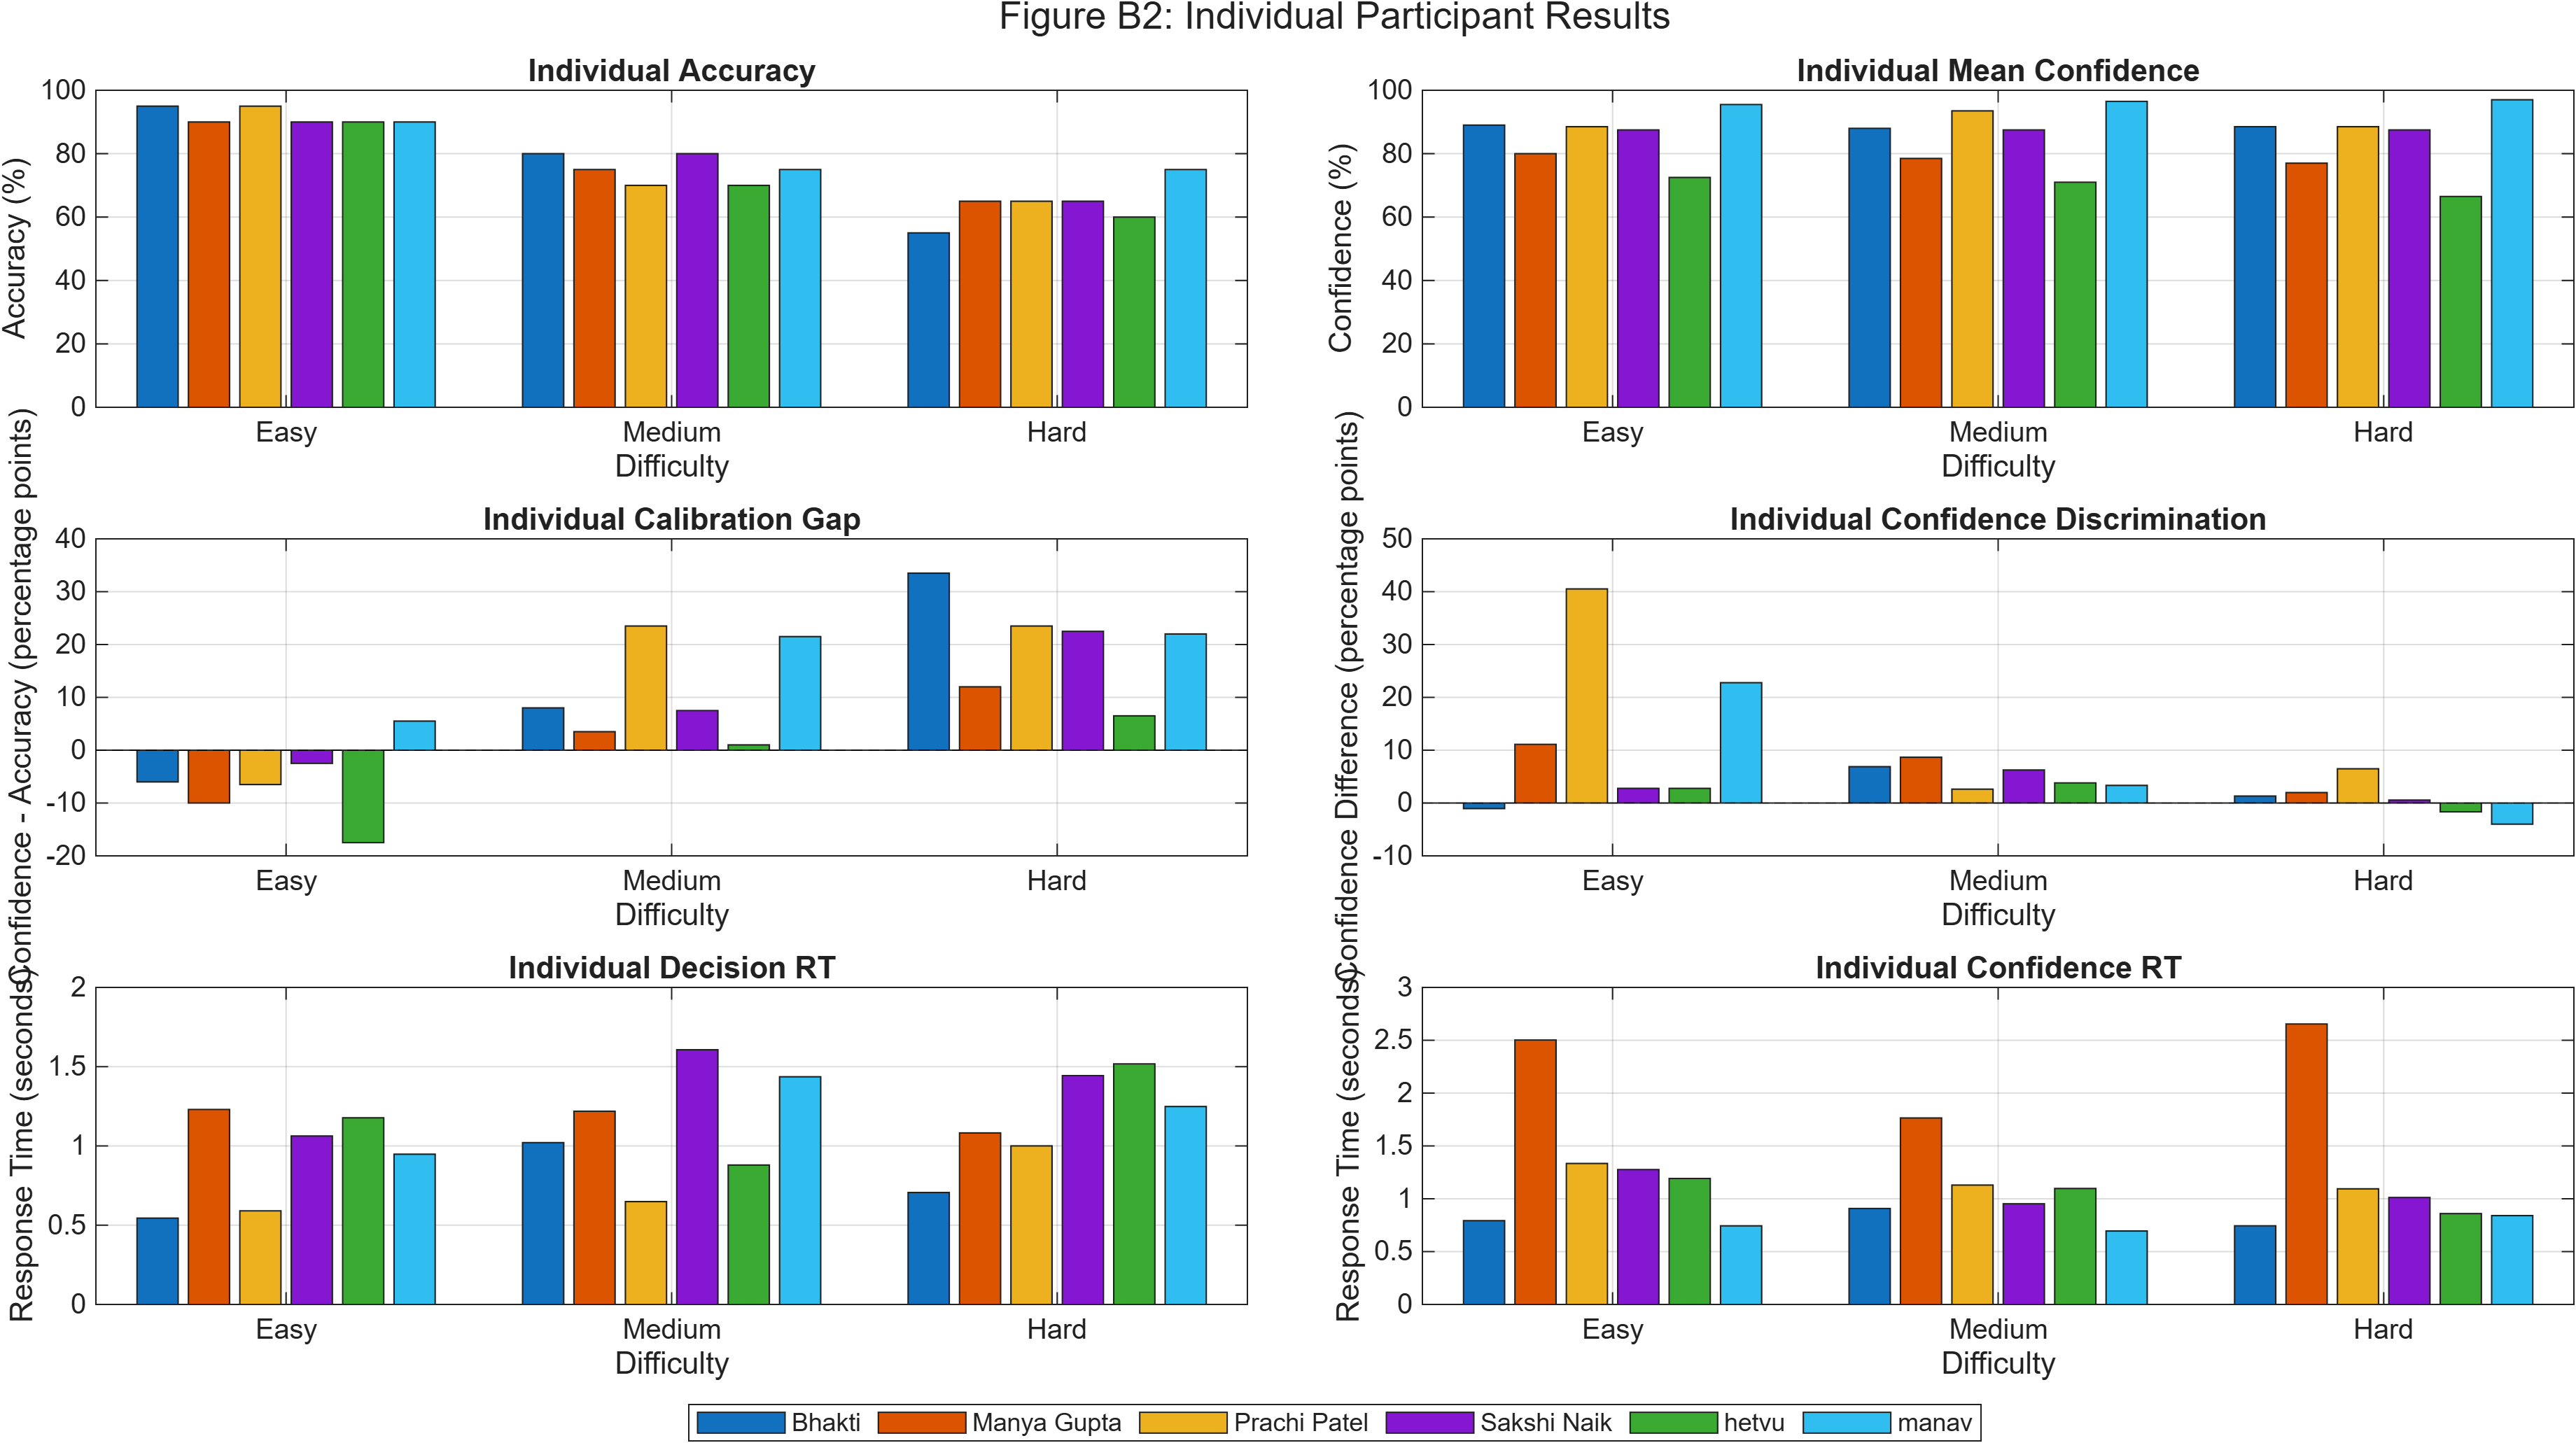 Figure B2: Individual Participant Results
Individual Accuracy
Accuracy (%)
100
80
60
40
20
0
Easy
Medium
Hard
Difficulty
Individual Mean Confidence
Confidence (%)
100
80
60
40
20
0
Easy
Medium
Hard
Difficulty
Individual Calibration Gap
Confidence - Accuracy (percentage points)
40
30
20
10
0
-10
-20
Easy
Medium
Hard
Difficulty
Individual Confidence Discrimination
Confidence Difference (percentage points)
50
40
30
20
10
0
-10
Easy
Medium
Hard
Difficulty
Individual Decision RT
Response Time (seconds)
2
1.5
1
0.5
0
Easy
Medium
Hard
Difficulty
Individual Confidence RT
Response Time (seconds)
3
2.5
2
1.5
1
0.5
0
Easy
Medium
Hard
Difficulty
Bhakti
Manya Gupta
Prachi Patel
Sakshi Naik
hetvu
manav